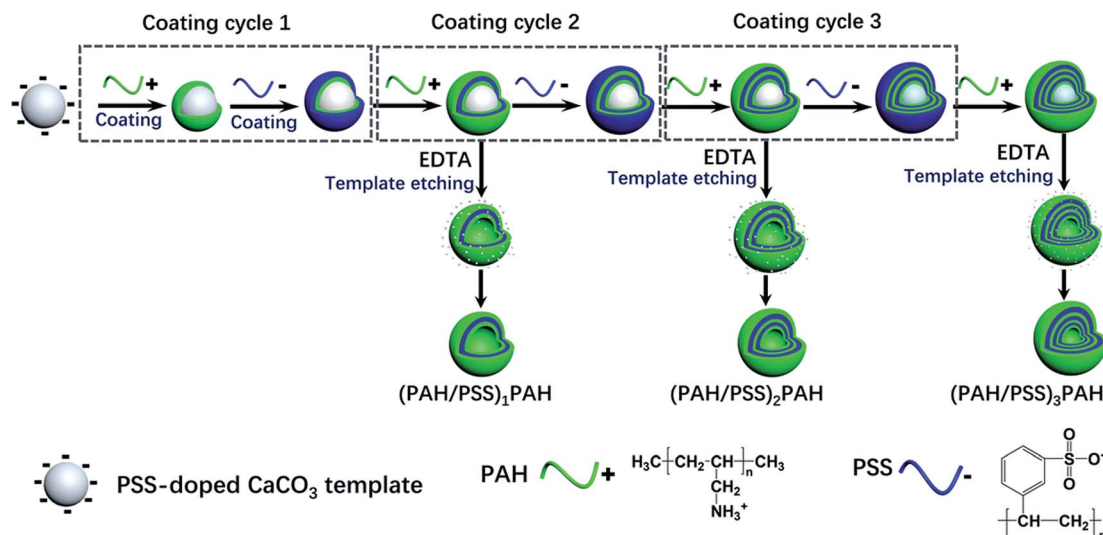 Coating cycle 1 Coating cycle 2 Coating cycle 3
+ - + - + - +
Coating Coating
EDTA EDTA EDTA
Template etching Template etching Template etching
(PAH/PSS)₁PAH (PAH/PSS)₂PAH (PAH/PSS)₃PAH
PSS-doped CaCO₃ template
PAH +
H₃C-(CH₂-CH)ₙ-CH₃
CH₂
NH₃⁺
PSS -
O
S-O⁻
O
CH-CH₂
n